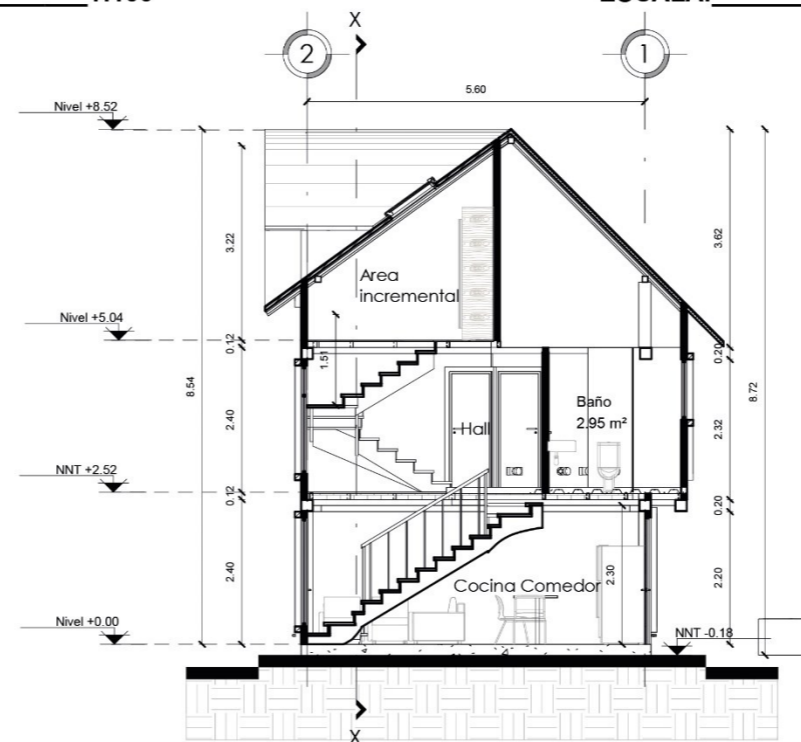 X
2
1
5.60
Nivel +8.52
3.22
3.62
Area
incremental
Nivel +5.04
0.12
1.51
0.20
8.54
8.72
2.40
Hall
Baño
2.95 m²
2.32
NNT +2.52
0.12
0.20
2.40
2.30
2.20
Cocina Comedor
Nivel +0.00
NNT -0.18
X